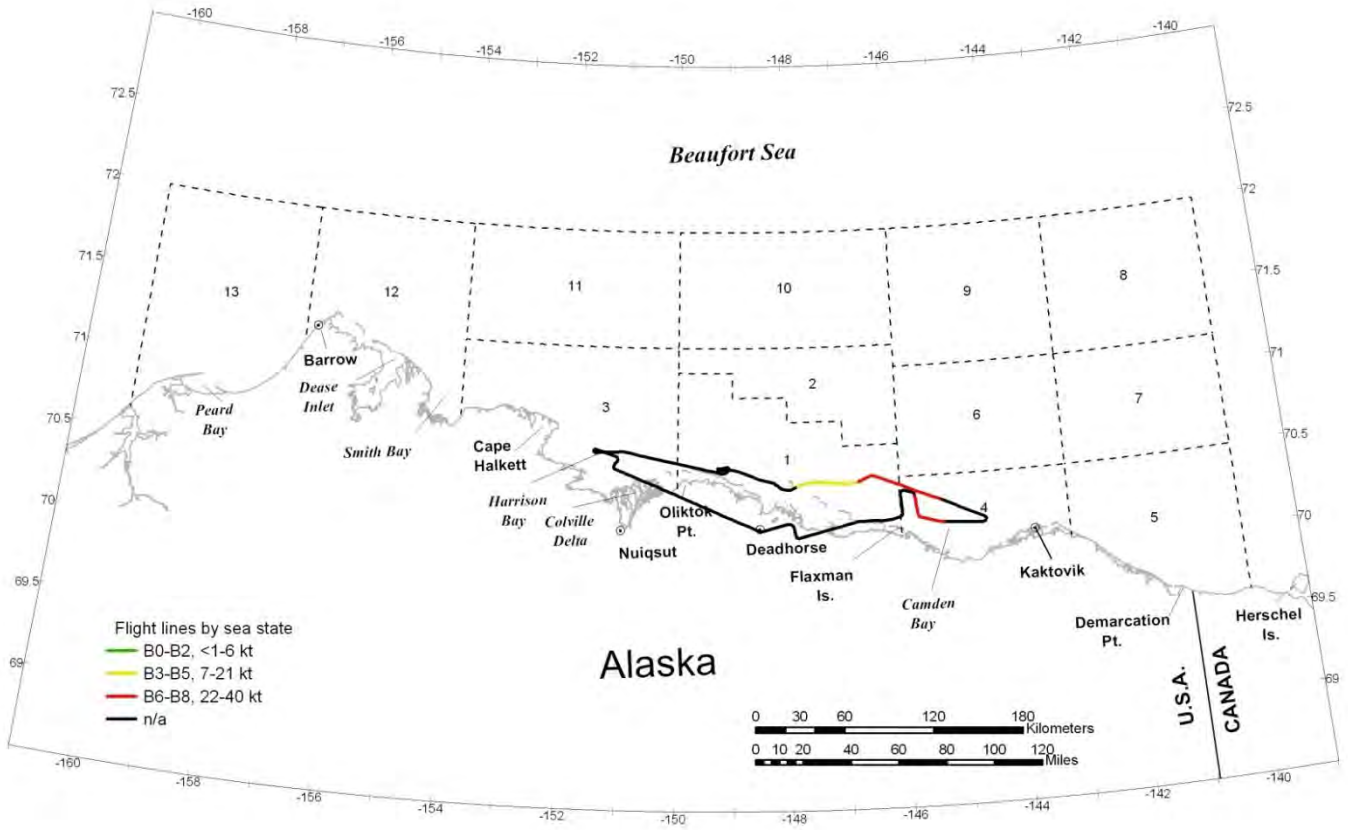 -160
-158
-156
-154
-152
-150
-148
-146
-144
-142
-140
72.5
72.5
72
72
71.5
71.5
71
71
70.5
70.5
70
70
69.5
69.5
69
69
Beaufort Sea
13
12
11
10
9
8
3
2
6
7
1
4
5
Barrow
Dease
Inlet
Peard
Bay
Smith Bay
Cape
Halkett
Harrison
Bay
Colville
Delta
Oliktok
Pt.
Nuiqsut
Deadhorse
Flaxman
Is.
Camden
Bay
Kaktovik
Demarcation
Pt.
Herschel
Is.
Alaska
U.S.A.
CANADA
Flight lines by sea state
B0-B2, <1-6 kt
B3-B5, 7-21 kt
B6-B8, 22-40 kt
n/a
0 30 60 120 180
Kilometers
0 10 20 40 60 80 100 120
Miles
-160
-158
-156
-154
-152
-150
-148
-146
-144
-142
-140